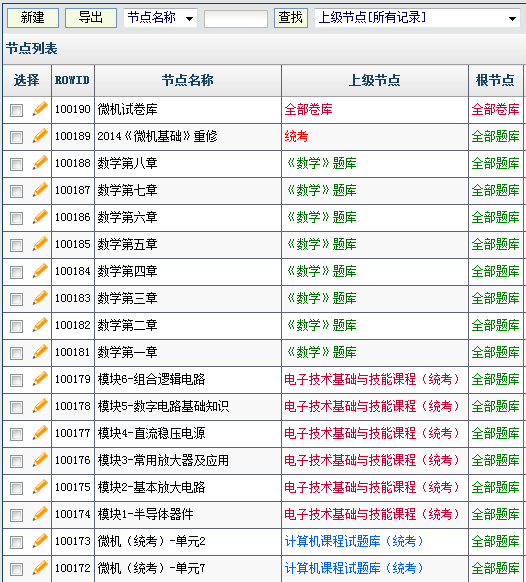 新建 导出 节点名称 查找 上级节点[所有记录]
节点列表
选择 ROWID 节点名称 上级节点 根节点
100190 微机试卷库 全部卷库 全部卷库
100189 2014《微机基础》重修 统考 全部题库
100188 数学第八章 《数学》题库 全部题库
100187 数学第七章 《数学》题库 全部题库
100186 数学第六章 《数学》题库 全部题库
100185 数学第五章 《数学》题库 全部题库
100184 数学第四章 《数学》题库 全部题库
100183 数学第三章 《数学》题库 全部题库
100182 数学第二章 《数学》题库 全部题库
100181 数学第一章 《数学》题库 全部题库
100179 模块6-组合逻辑电路 电子技术基础与技能课程（统考） 全部题库
100178 模块5-数字电路基础知识 电子技术基础与技能课程（统考） 全部题库
100177 模块4-直流稳压电源 电子技术基础与技能课程（统考） 全部题库
100176 模块3-常用放大器及应用 电子技术基础与技能课程（统考） 全部题库
100175 模块2-基本放大电路 电子技术基础与技能课程（统考） 全部题库
100174 模块1-半导体器件 电子技术基础与技能课程（统考） 全部题库
100173 微机（统考）-单元2 计算机课程试题库（统考） 全部题库
100172 微机（统考）-单元7 计算机课程试题库（统考） 全部题库